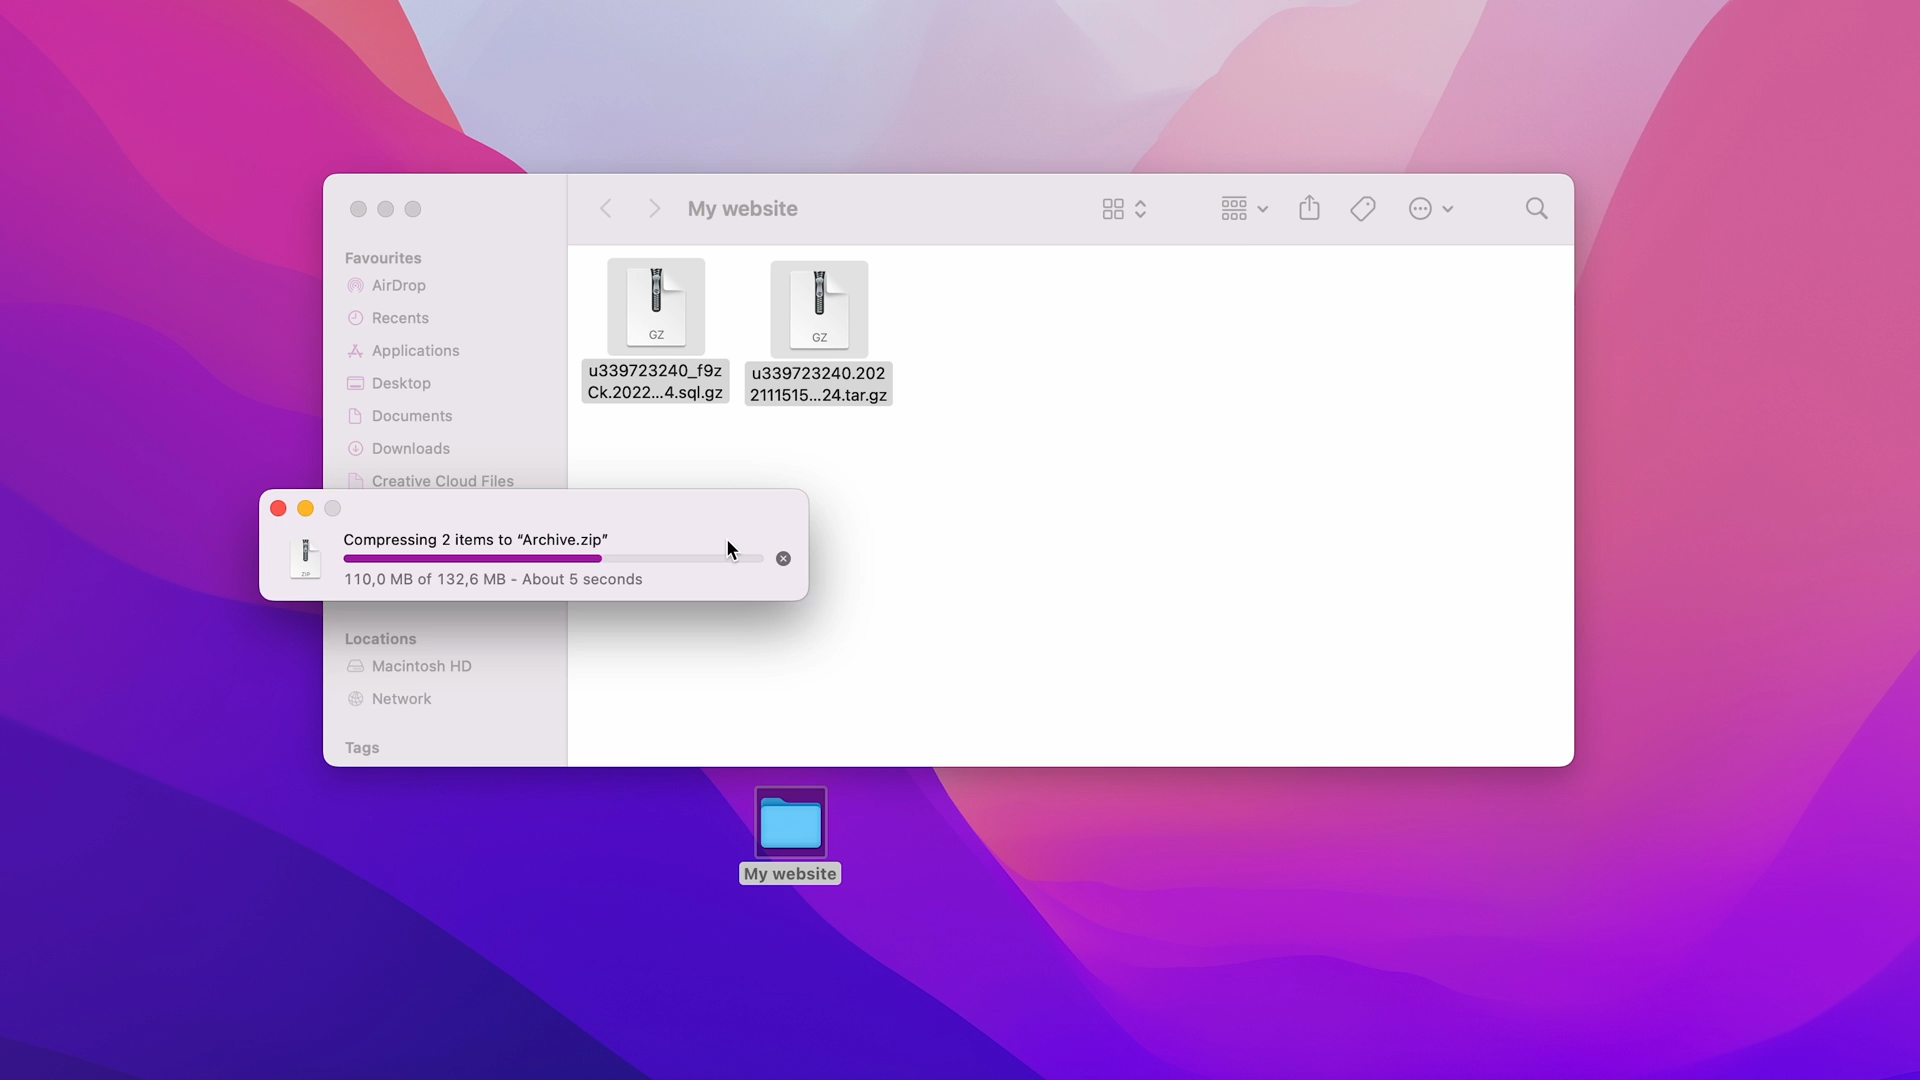 My website
Favourites
AirDrop
Recents
Applications
Desktop
Documents
Downloads
Creative Cloud Files
GZ
u339723240_f9z
Ck.2022...4.sql.gz
GZ
u339723240.202
2111515...24.tar.gz
Compressing 2 items to “Archive.zip”
110,0 MB of 132,6 MB - About 5 seconds
ZIP
Locations
Macintosh HD
Network
Tags
My website